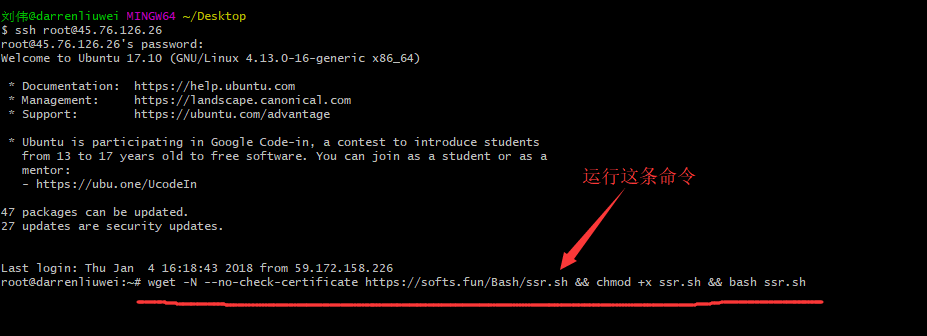 刘伟@darrenliuwei MINGW64 ~/Desktop
$ ssh root@45.76.126.26
root@45.76.126.26's password:
Welcome to Ubuntu 17.10 (GNU/Linux 4.13.0-16-generic x86_64)
* Documentation: https://help.ubuntu.com
* Management: https://landscape.canonical.com
* Support: https://ubuntu.com/advantage
* Ubuntu is participating in Google Code-in, a contest to introduce students
from 13 to 17 years old to free software. You can join as a student or as a
mentor:
- https://ubu.one/UcodeIn
运行这条命令
47 packages can be updated.
27 updates are security updates.
Last login: Thu Jan 4 16:18:43 2018 from 59.172.158.226
root@darrenliuwei:~# wget -N --no-check-certificate https://softs.fun/Bash/ssr.sh && chmod +x ssr.sh && bash ssr.sh